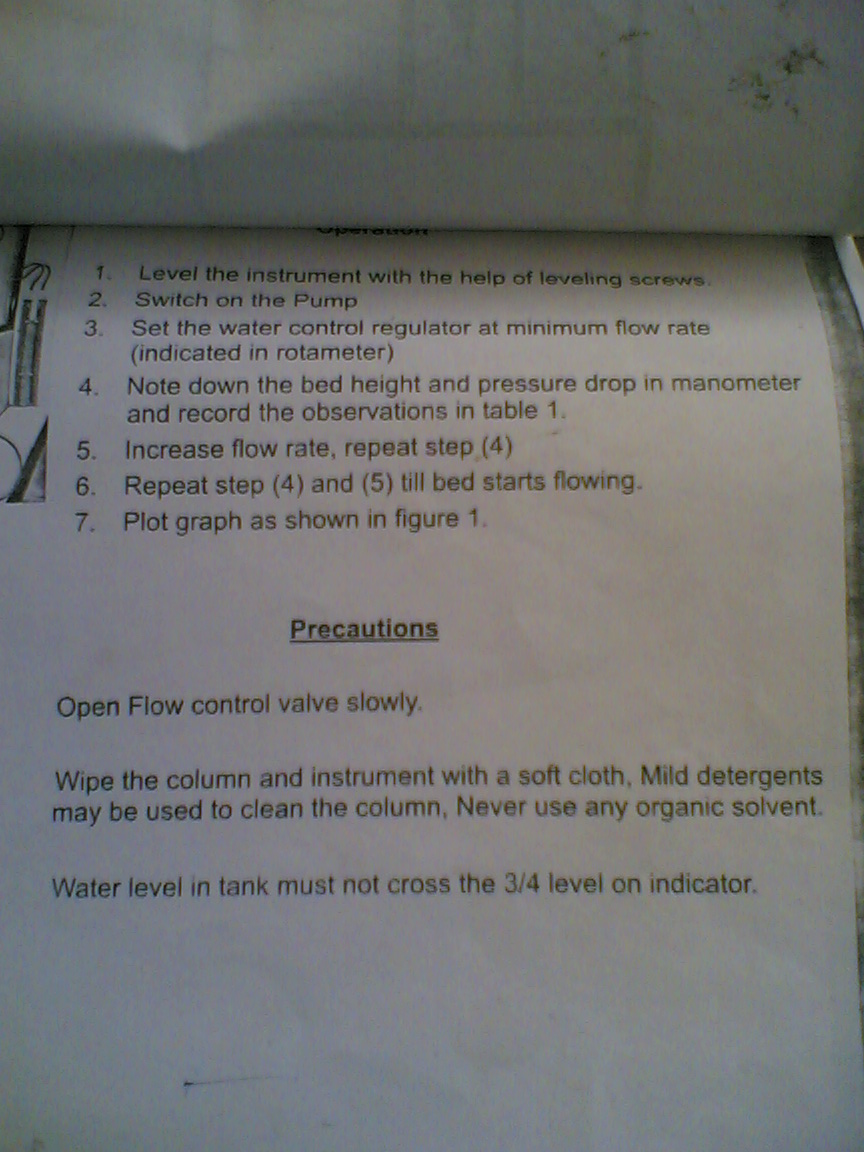 Operation
1. Level the instrument with the help of leveling screws.
2. Switch on the Pump
3. Set the water control regulator at minimum flow rate
(indicated in rotameter)
4. Note down the bed height and pressure drop in manometer
and record the observations in table 1.
5. Increase flow rate, repeat step (4)
6. Repeat step (4) and (5) till bed starts flowing.
7. Plot graph as shown in figure 1.
Precautions
Open Flow control valve slowly.
Wipe the column and instrument with a soft cloth, Mild detergents
may be used to clean the column, Never use any organic solvent.
Water level in tank must not cross the 3/4 level on indicator.